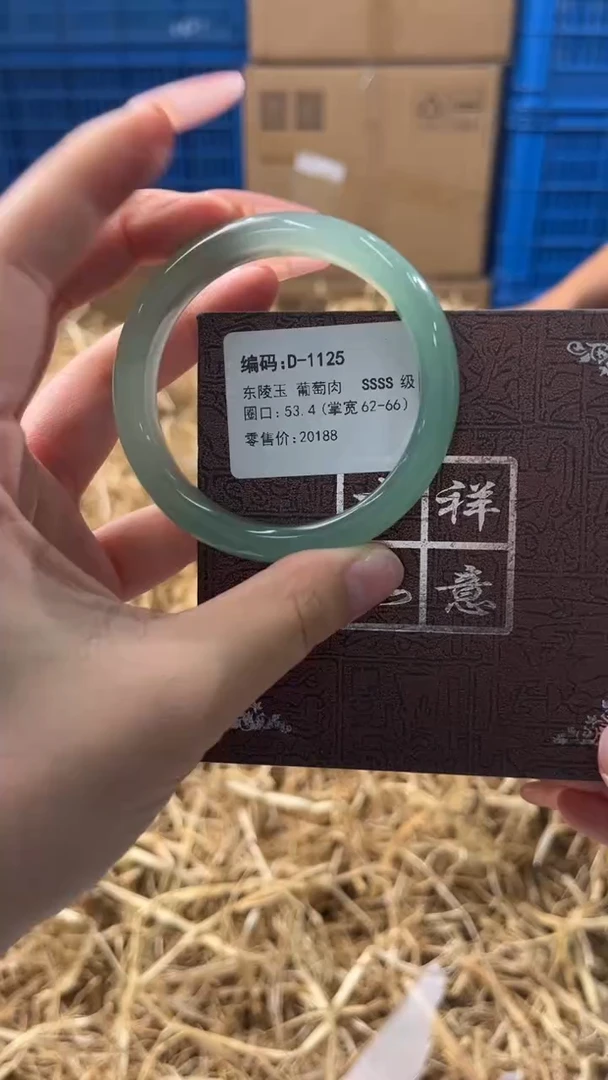 编码:D-1125
东陵玉 葡萄肉 SSSS 级
圈口:53.4(掌宽62-66)
零售价:20188
祥
意